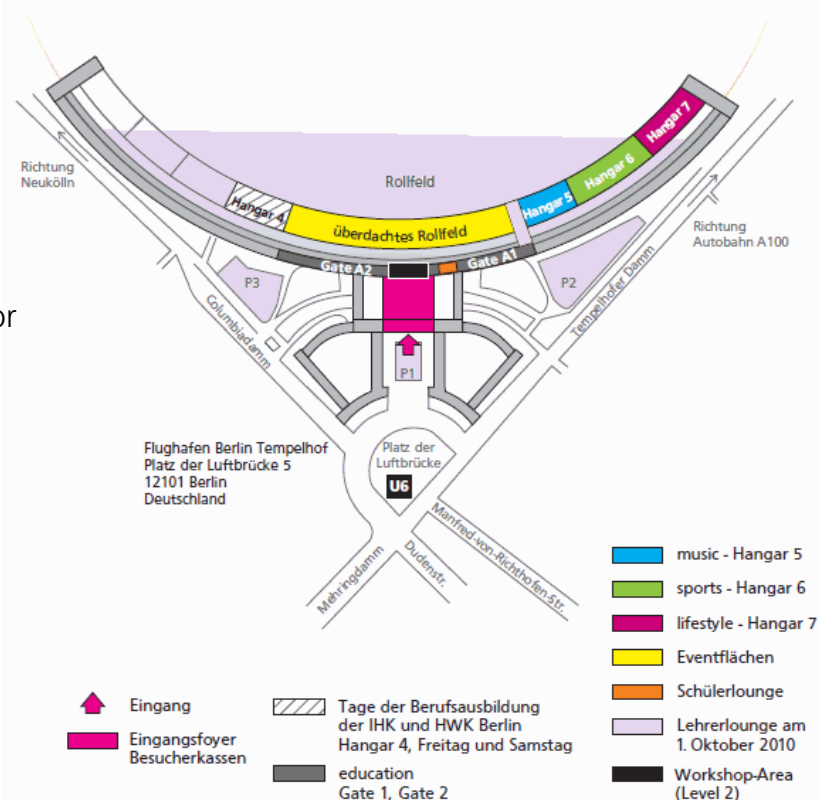 Hangar 7
Hangar 6
Hangar 5
Richtung
Neukölln
Rollfeld
Hangar 4
überdachtes Rollfeld
Richtung
Autobahn A100
Gate A2
Gate A1
P3
P2
or
Columbiadamm
Tempelhofer Damm
P1
Flughafen Berlin Tempelhof
Platz der Luftbrücke 5
12101 Berlin
Deutschland
Platz der
Luftbrücke
U6
Manfred-von-Richthofen-Str.
Mehringdamm
Dudenstr.
music - Hangar 5
sports - Hangar 6
lifestyle - Hangar 7
Eventflächen
Schülerlounge
Lehrerlounge am
1. Oktober 2010
Workshop-Area
(Level 2)
Eingang
Eingangsfoyer
Besucherkassen
Tage der Berufsausbildung
der IHK und HWK Berlin
Hangar 4, Freitag und Samstag
education
Gate 1, Gate 2